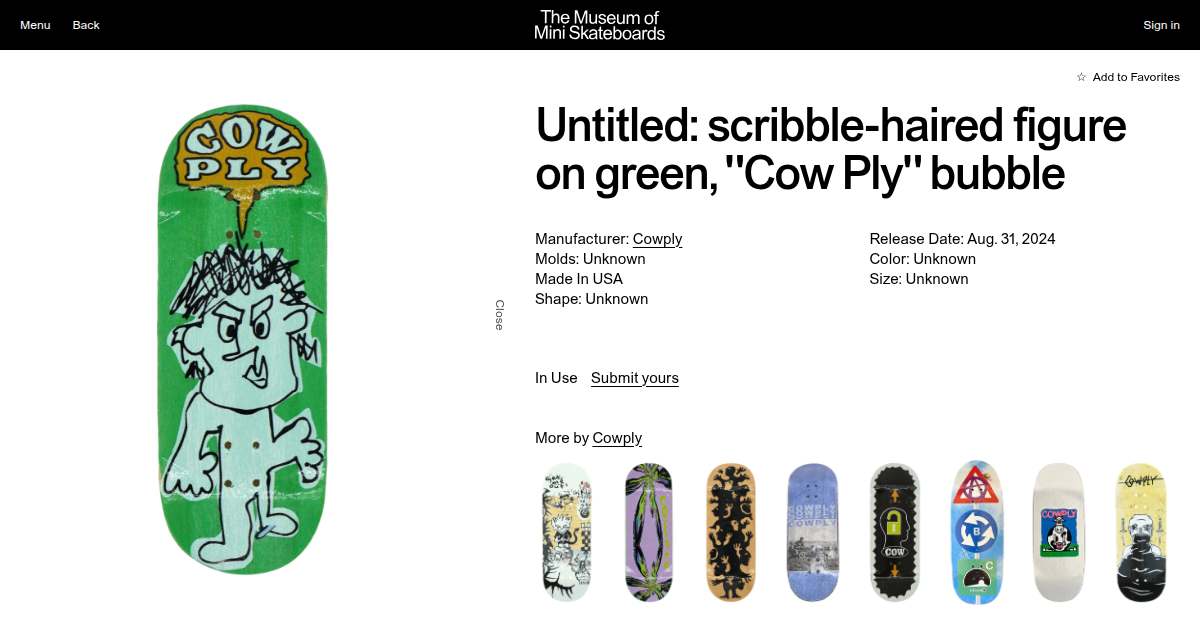 Menu
Back
The Museum of
Mini Skateboards
Sign in
☆ Add to Favorites
COW
PLY
Untitled: scribble-haired figure
on green, "Cow Ply" bubble
Manufacturer: Cowply
Molds: Unknown
Made In USA
Shape: Unknown
Release Date: Aug. 31, 2024
Color: Unknown
Size: Unknown
Close
In Use Submit yours
More by Cowply
COWPLY
COWPLY
COW
B
C
COWPLY
COWPLY